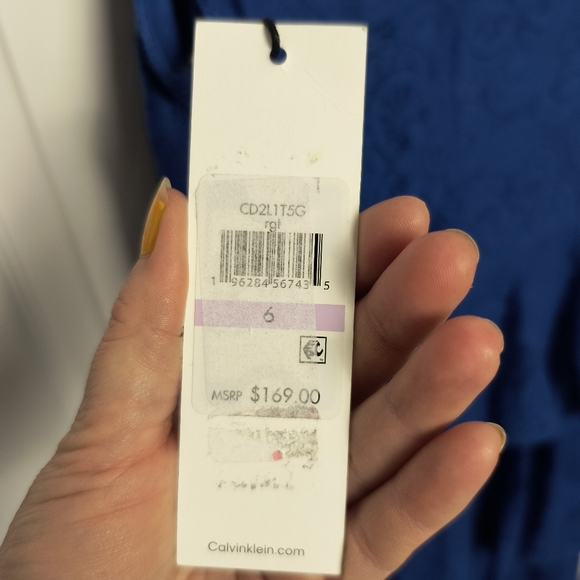 CD2L1T5G
rgl
1 96284 56743 5
6
MSRP $169.00
Calvinklein.com